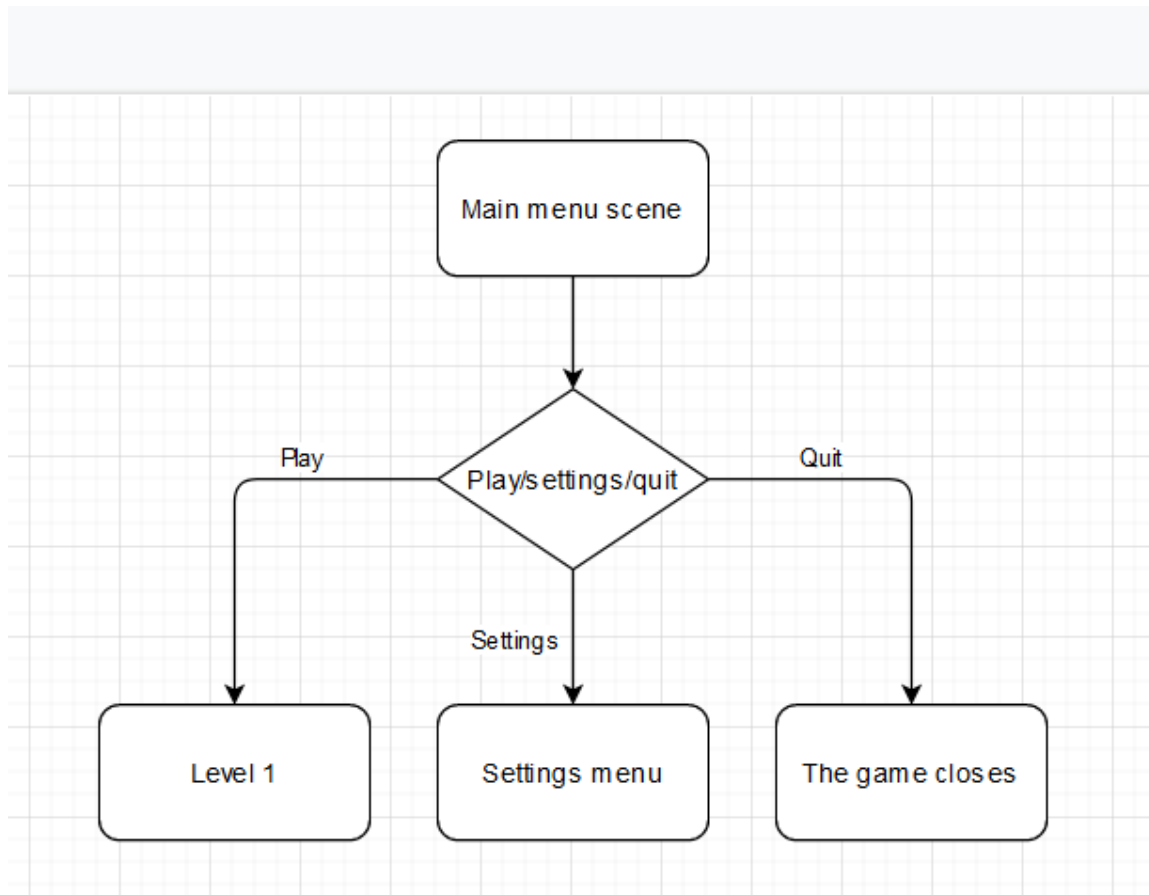 Main menu scene
Play
Play/settings/quit
Quit
Settings
Level 1
Settings menu
The game closes